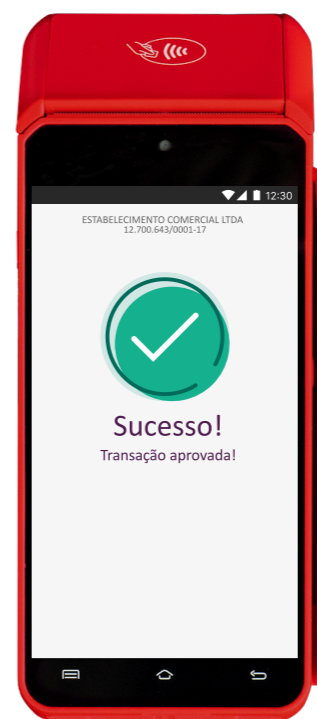 12:30
ESTABELECIMENTO COMERCIAL LTDA
12.700.643/0001-17
Sucesso!
Transação aprovada!